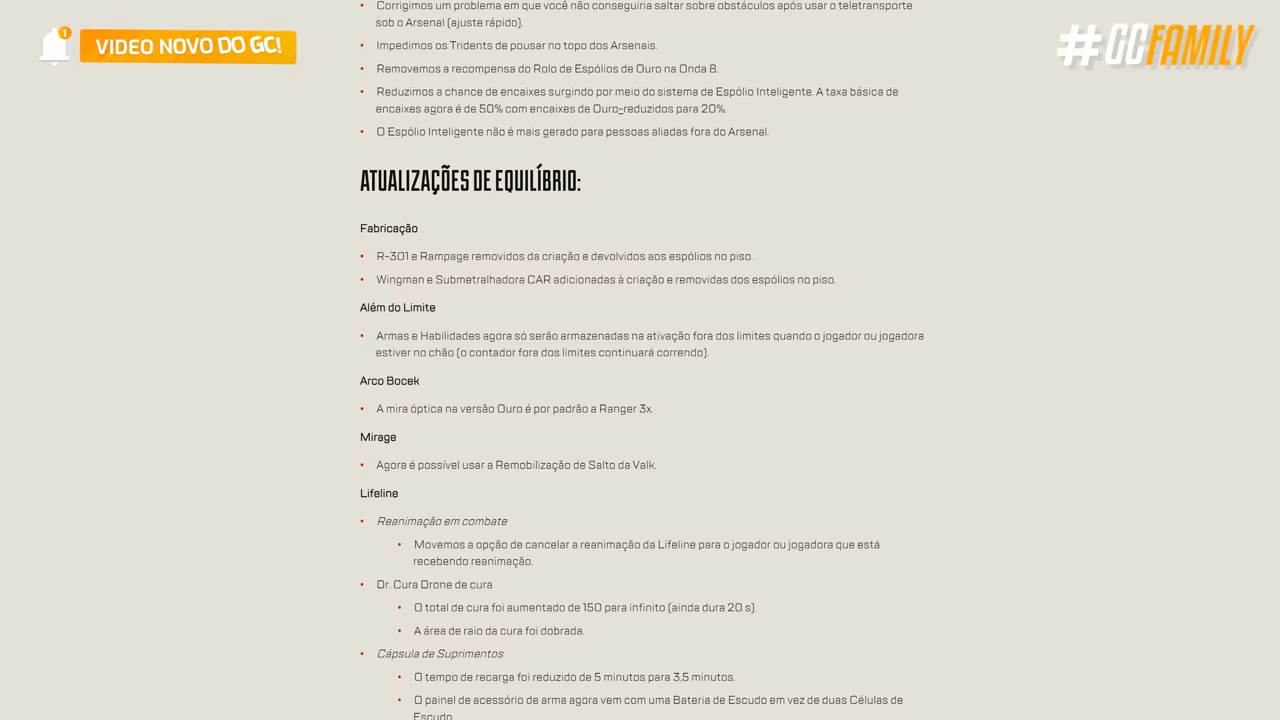 Corrigimos um problema em que você não conseguiria saltar sobre obstáculos após usar o teletransporte
sob o Arsenal (ajuste rápido).
1
VIDEO NOVO DO GC!
#GCFAMILY
Impedimos os Tridents de pousar no topo dos Arsenais.
Removemos a recompensa do Rolo de Espólios de Ouro na Onda 8.
Reduzimos a chance de encaixes surgindo por meio do sistema de Espólio Inteligente. A taxa básica de
encaixes agora é de 50% com encaixes de Ouro_reduzidos para 20%.
O Espólio Inteligente não é mais gerado para pessoas aliadas fora do Arsenal.
ATUALIZAÇÕES DE EQUILÍBRIO:
Fabricação
R-301 e Rampage removidos da criação e devolvidos aos espólios no piso.
Wingman e Submetralhadora CAR adicionadas à criação e removidas dos espólios no piso.
Além do Limite
Armas e Habilidades agora só serão armazenadas na ativação fora dos limites quando o jogador ou jogadora
estiver no chão (o contador fora dos limites continuará correndo).
Arco Bocek
A mira óptica na versão Ouro é por padrão a Ranger 3x.
Mirage
Agora é possível usar a Remobilização de Salto da Valk.
Lifeline
Reanimação em combate
Movemos a opção de cancelar a reanimação da Lifeline para o jogador ou jogadora que está
recebendo reanimação.
Dr. Cura Drone de cura
O total de cura foi aumentado de 150 para infinito (ainda dura 20 s).
A área de raio da cura foi dobrada.
Cápsula de Suprimentos
O tempo de recarga foi reduzido de 5 minutos para 3,5 minutos.
O painel de acessório de arma agora vem com uma Bateria de Escudo em vez de duas Células de
Escudo.